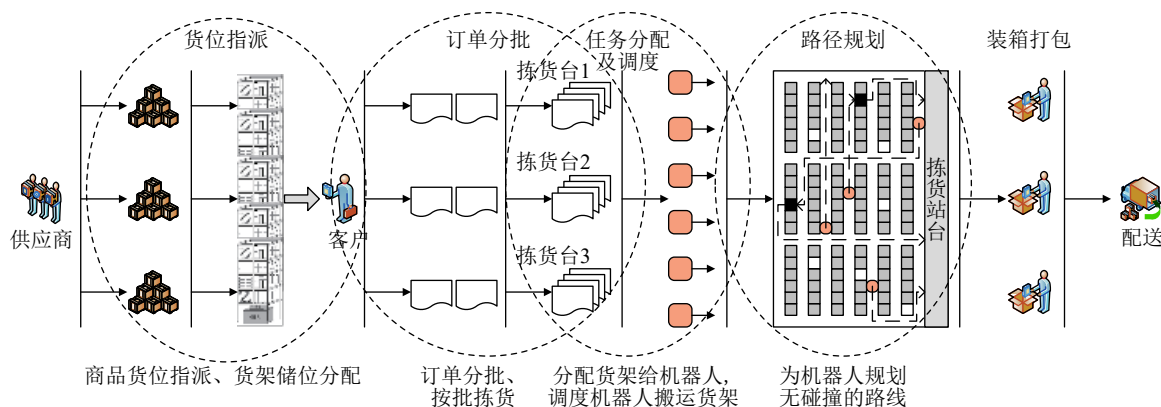 货位指派
订单分批
任务分配
及调度
路径规划
装箱打包
拣货台1
拣货台2
拣货台3
供应商
客户
拣货站台
配送
商品货位指派、货架储位分配
订单分批、
按批拣货
分配货架给机器人,
调度机器人搬运货架
为机器人规划
无碰撞的路线